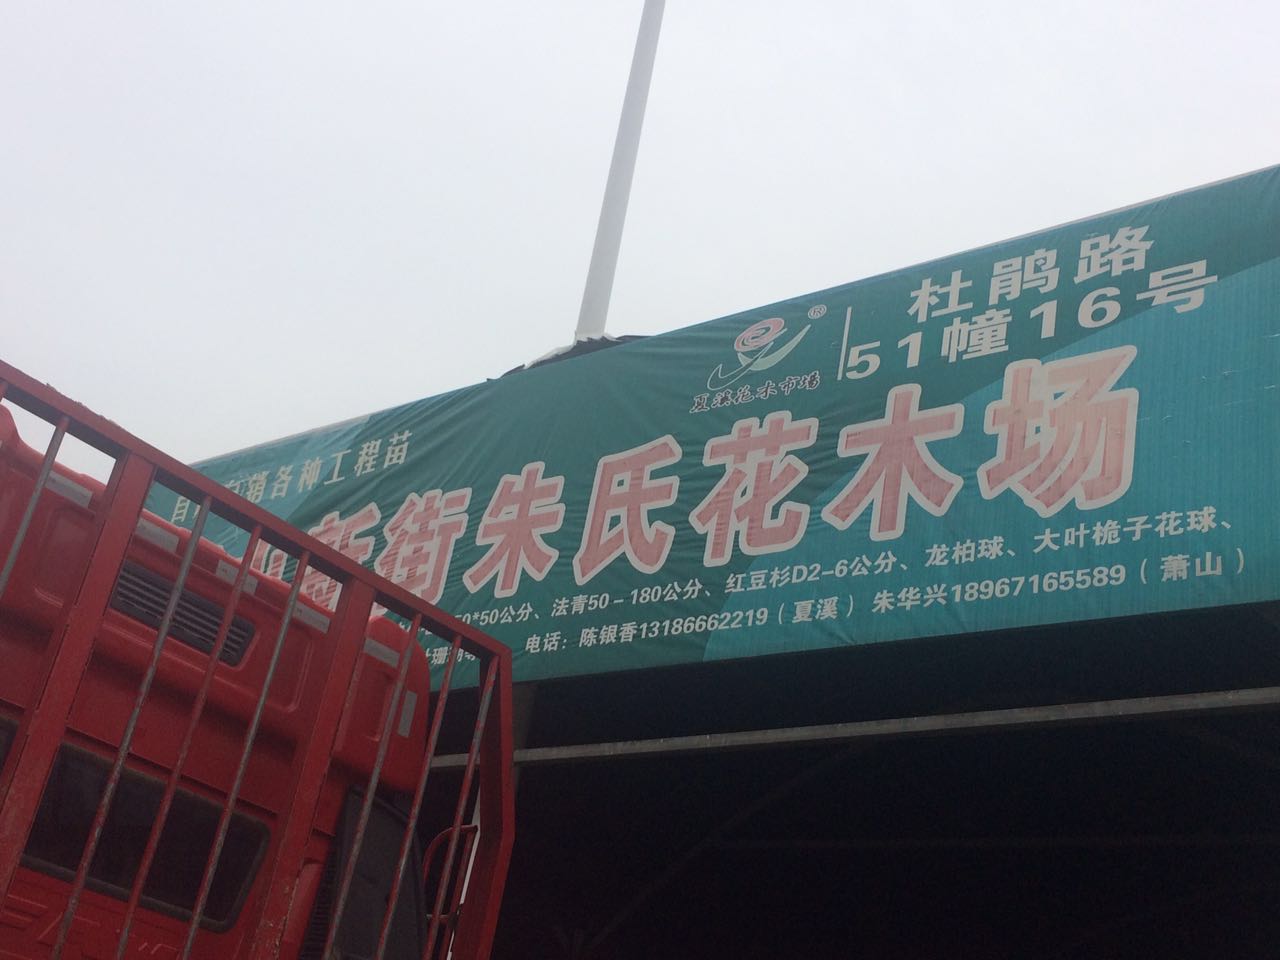 杜鹃路
51幢16号
夏溪花木市场
销各种工程苗
新街朱氏花木场
50*50公分、法青50-180公分、红豆杉D2-6公分、龙柏球、大叶桅子花球、
电话：陈银香13186662219（夏溪）朱华兴18967165589（萧山）